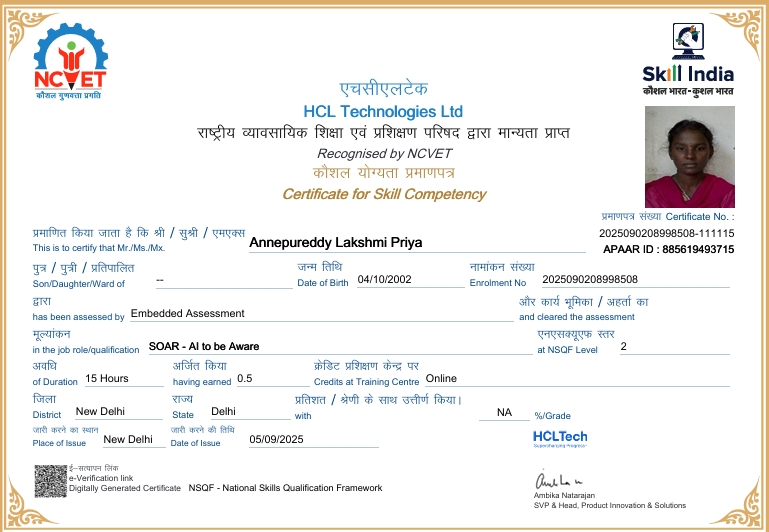 NCVET
कौशल गुणवत्ता प्रगति
Skill India
कौशल भारत-कुशल भारत
एचसीएलटेक
HCL Technologies Ltd
राष्ट्रीय व्यावसायिक शिक्षा एवं प्रशिक्षण परिषद द्वारा मान्यता प्राप्त
Recognised by NCVET
कौशल योग्यता प्रमाणपत्र
Certificate for Skill Competency
प्रमाणपत्र संख्या Certificate No. :
2025090208998508-111115
APAAR ID : 885619493715
प्रमाणित किया जाता है कि श्री / सुश्री / एमएक्स
This is to certify that Mr./Ms./Mx. Annepureddy Lakshmi Priya
पुत्र / पुत्री / प्रतिपालित जन्म तिथि नामांकन संख्या
Son/Daughter/Ward of -- Date of Birth 04/10/2002 Enrolment No 2025090208998508
द्वारा और कार्य भूमिका / अहर्ता का
has been assessed by Embedded Assessment and cleared the assessment
मूल्यांकन एनएसक्यूएफ स्तर
in the job role/qualification SOAR - AI to be Aware at NSQF Level 2
अवधि अर्जित किया क्रेडिट प्रशिक्षण केन्द्र पर
of Duration 15 Hours having earned 0.5 Credits at Training Centre Online
जिला राज्य प्रतिशत / श्रेणी के साथ उत्तीर्ण किया।
District New Delhi State Delhi with NA %/Grade
जारी करने का स्थान जारी करने की तिथि
Place of Issue New Delhi Date of Issue 05/09/2025
HCLTech
Supercharging Progress™
ई-सत्यापन लिंक
e-Verification link
Digitally Generated Certificate NSQF - National Skills Qualification Framework
Ambika Natarajan
SVP & Head, Product Innovation & Solutions